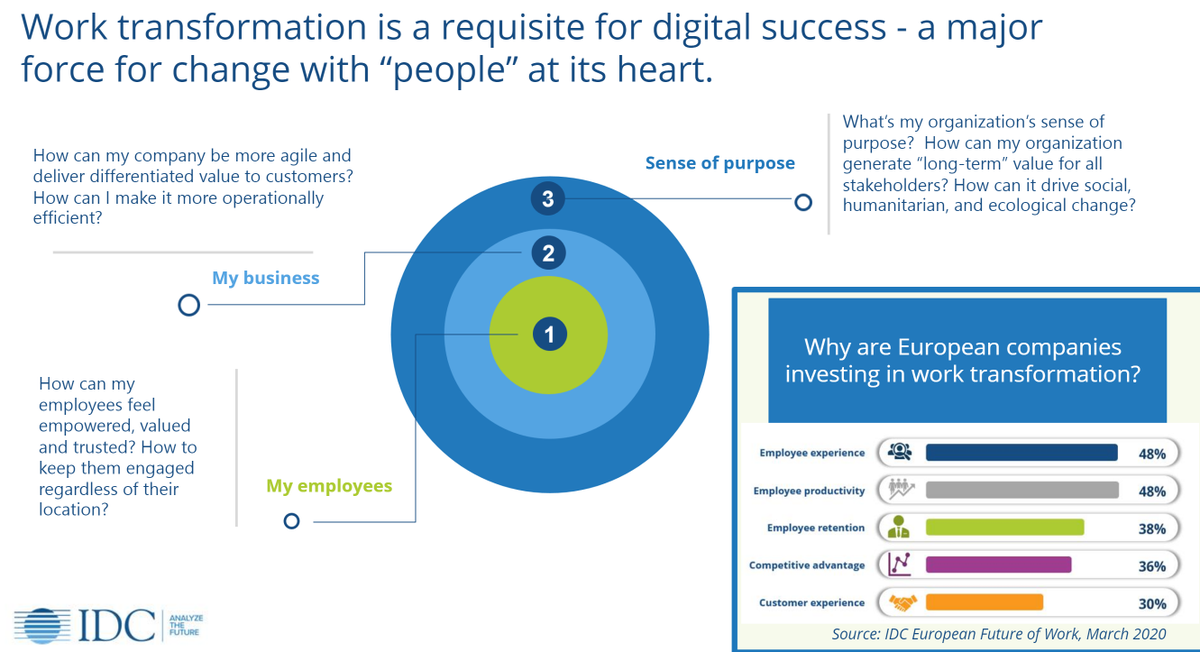 Work transformation is a requisite for digital success - a major
force for change with “people” at its heart.
How can my company be more agile and
deliver differentiated value to customers?
How can I make it more operationally
efficient?
My business
How can my
employees feel
empowered, valued
and trusted? How to
keep them engaged
regardless of their
location?
My employees
3
2
1
Sense of purpose
What’s my organization’s sense of
purpose? How can my organization
generate “long-term” value for all
stakeholders? How can it drive social,
humanitarian, and ecological change?
Why are European companies
investing in work transformation?
Employee experience 48%
Employee productivity 48%
Employee retention 38%
Competitive advantage 36%
Customer experience 30%
Source: IDC European Future of Work, March 2020
IDC
ANALYZE
THE
FUTURE